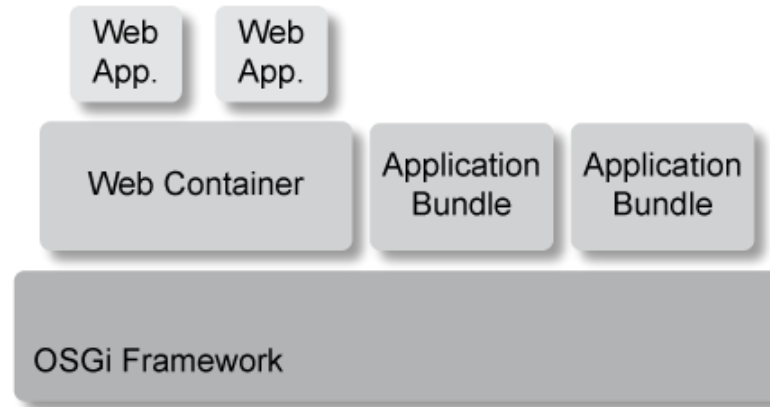 Web
App.
Web
App.
Web Container
Application
Bundle
Application
Bundle
OSGi Framework